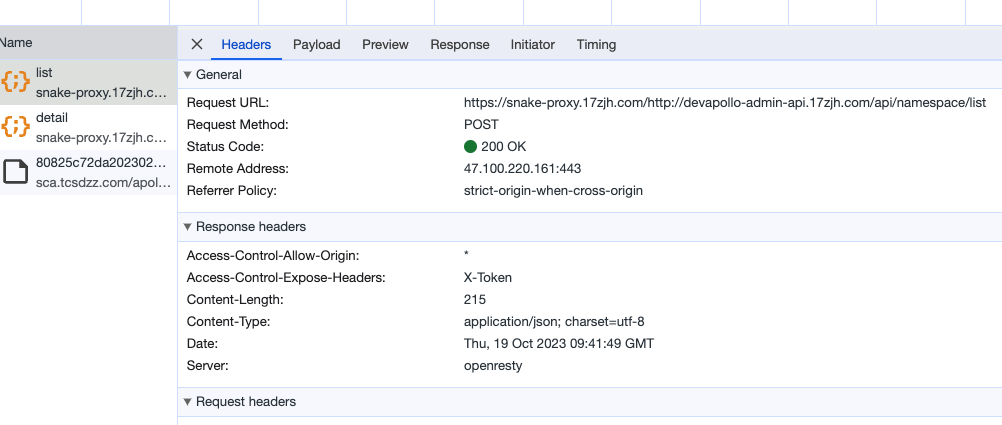 Name
Headers Payload Preview Response Initiator Timing
list
snake-proxy.17zjh.c...
detail
snake-proxy.17zjh.c...
80825c72da202302...
sca.tcsdzz.com/apol...
General
Request URL: https://snake-proxy.17zjh.com/http://devapollo-admin-api.17zjh.com/api/namespace/list
Request Method: POST
Status Code: 200 OK
Remote Address: 47.100.220.161:443
Referrer Policy: strict-origin-when-cross-origin
Response headers
Access-Control-Allow-Origin: *
Access-Control-Expose-Headers: X-Token
Content-Length: 215
Content-Type: application/json; charset=utf-8
Date: Thu, 19 Oct 2023 09:41:49 GMT
Server: openresty
Request headers